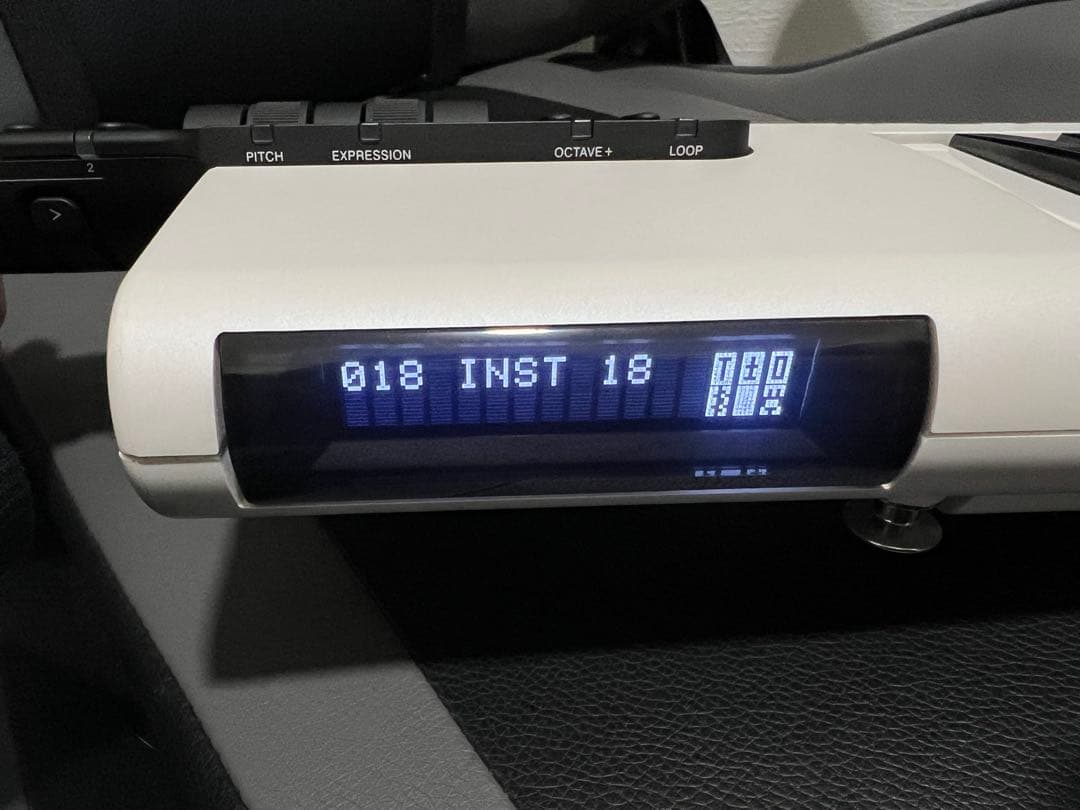 PITCH EXPRESSION OCTAVE+ LOOP
2
>
018 INST 18